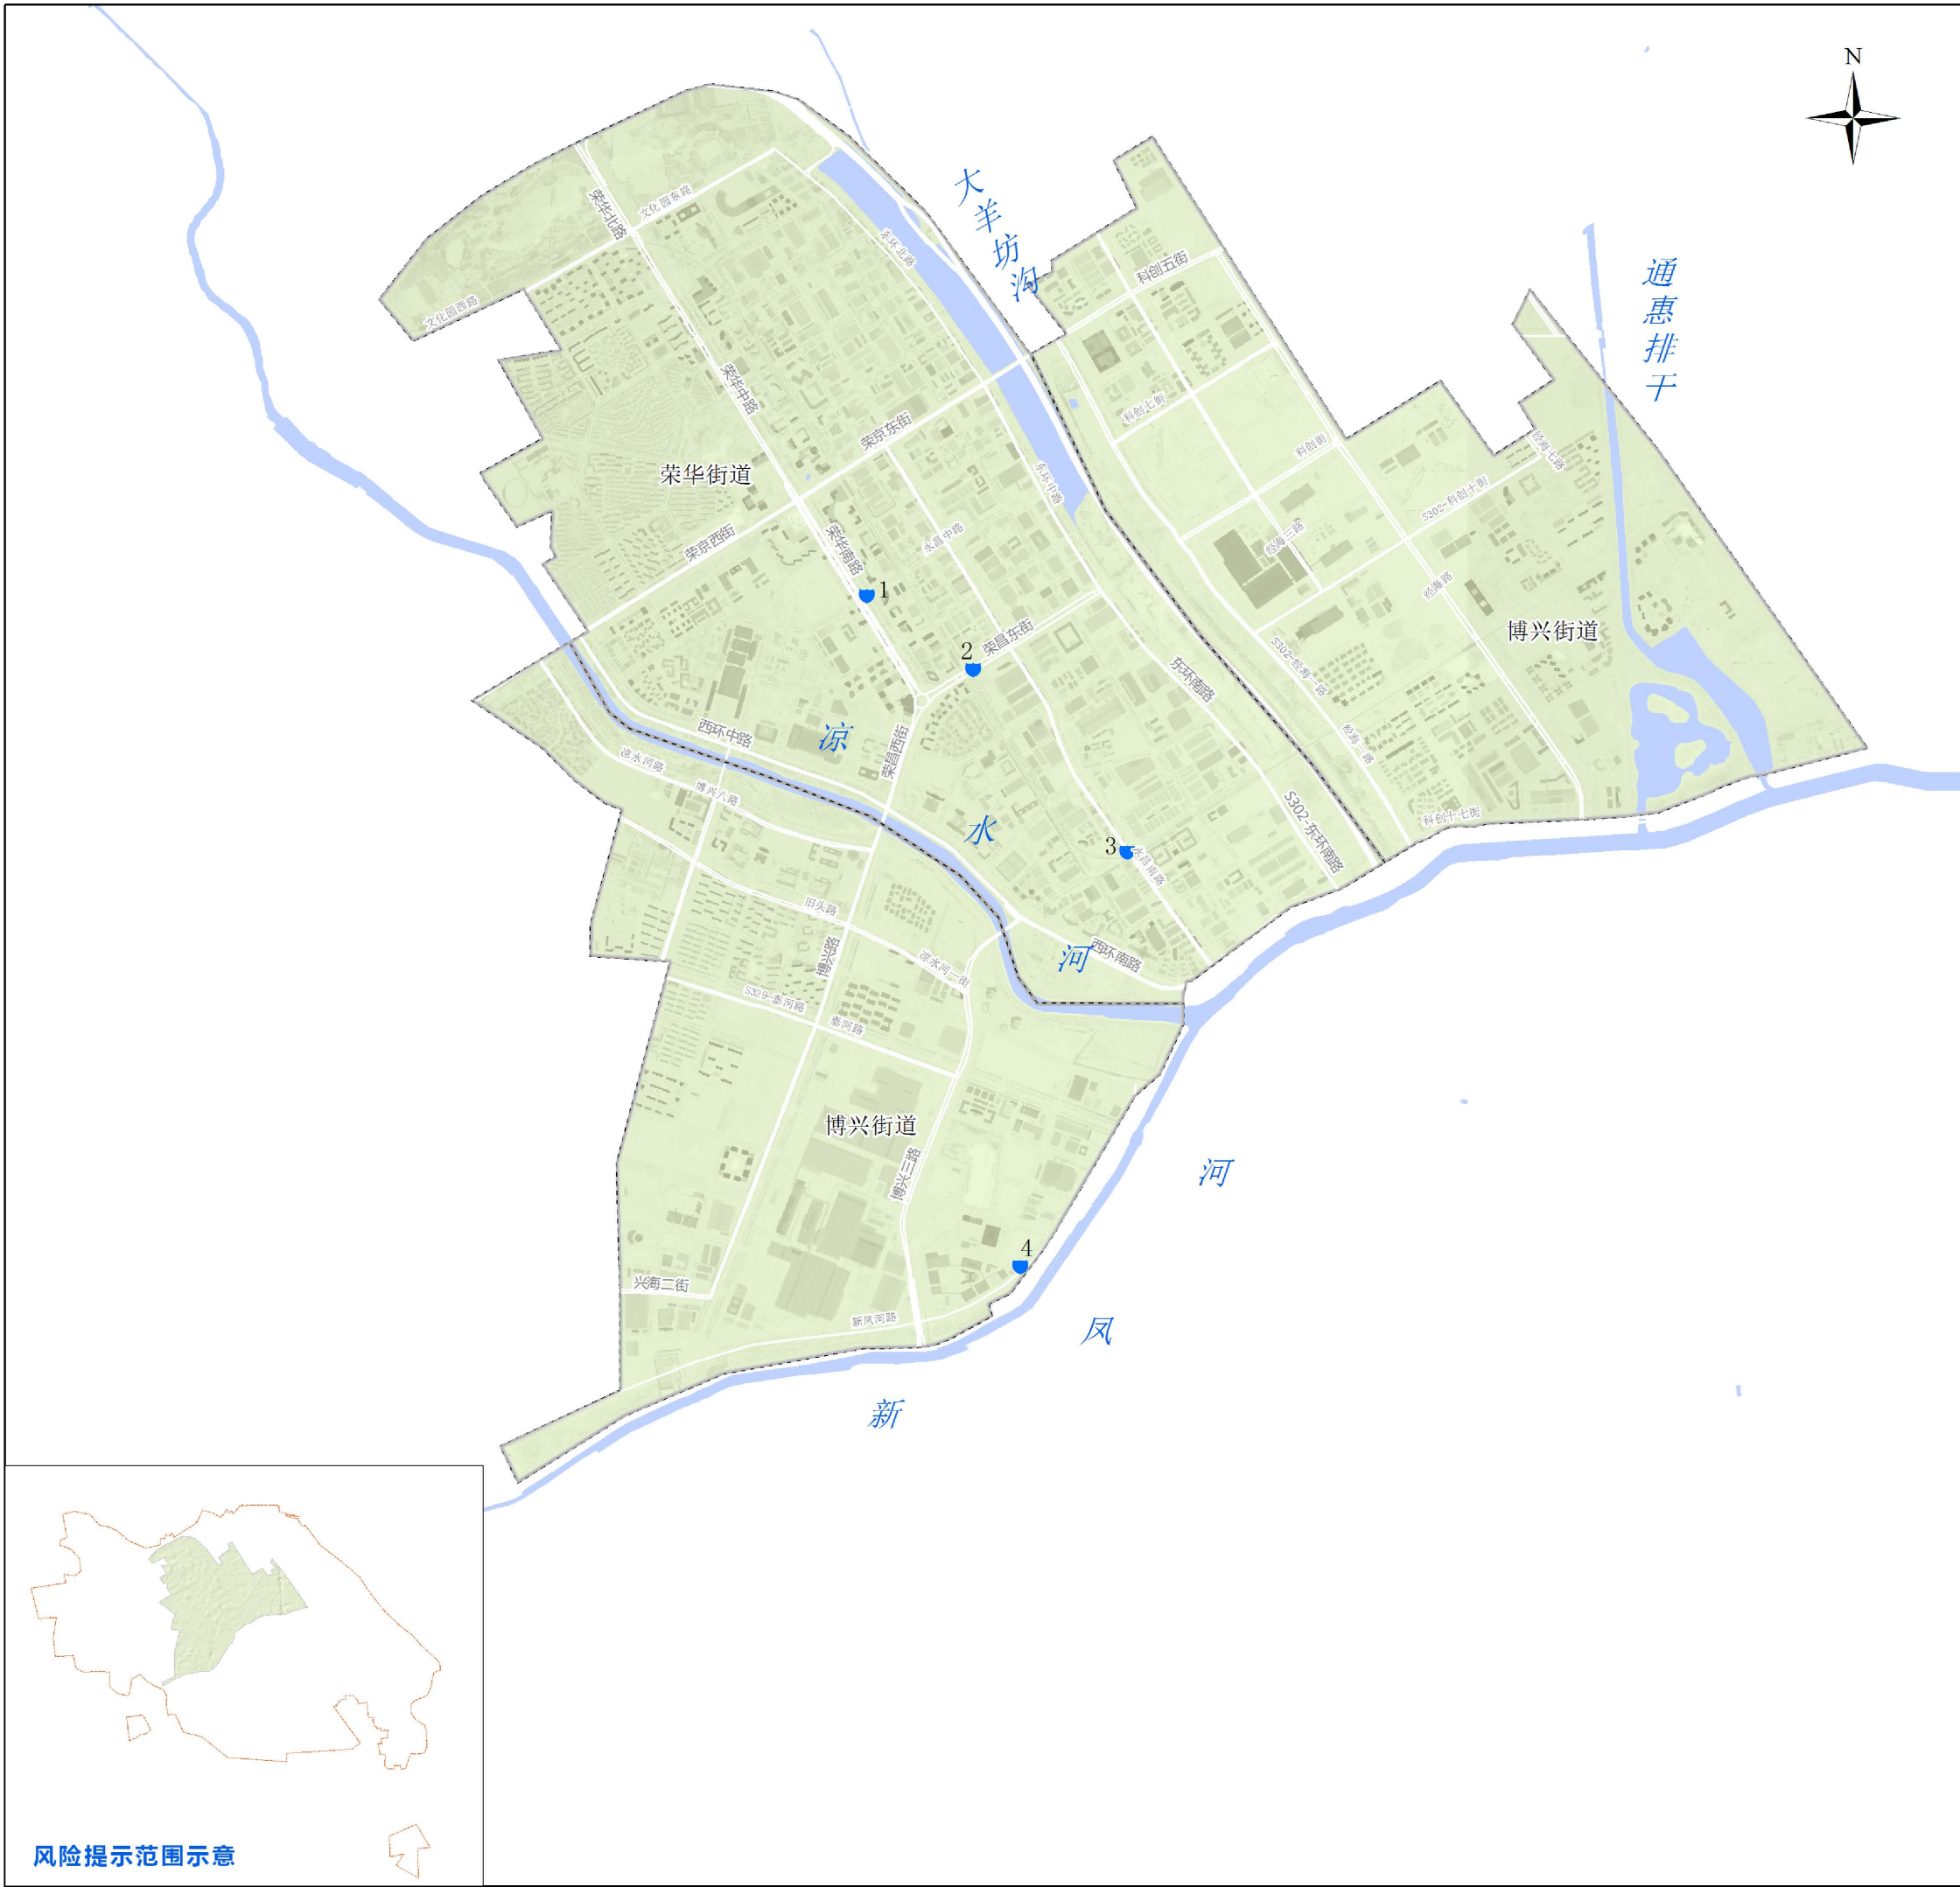 N
大羊坊沟
通惠排干
荣华北路
文化园东路
文化园西路
东环北路
科创五街
荣华中路
科创七街
荣京东街
科创街
经海七路
荣华街道
东环中路
S302-科创十街
荣京西街
荣华南路
永昌中路
经海三路
经海路
1
博兴街道
2
荣昌东街
S302-经海一路
东环南路
西环中路
凉
荣昌西街
经海一路
凉水河路
博兴八路
S302-东环南路
科创十七街
水
3
永昌南路
旧头路
博兴路
凉水河一街
河
西环南路
S329-泰河路
泰河路
博兴街道
博兴三路
河
4
兴海二街
新凤河路
凤
新
风险提示范围示意